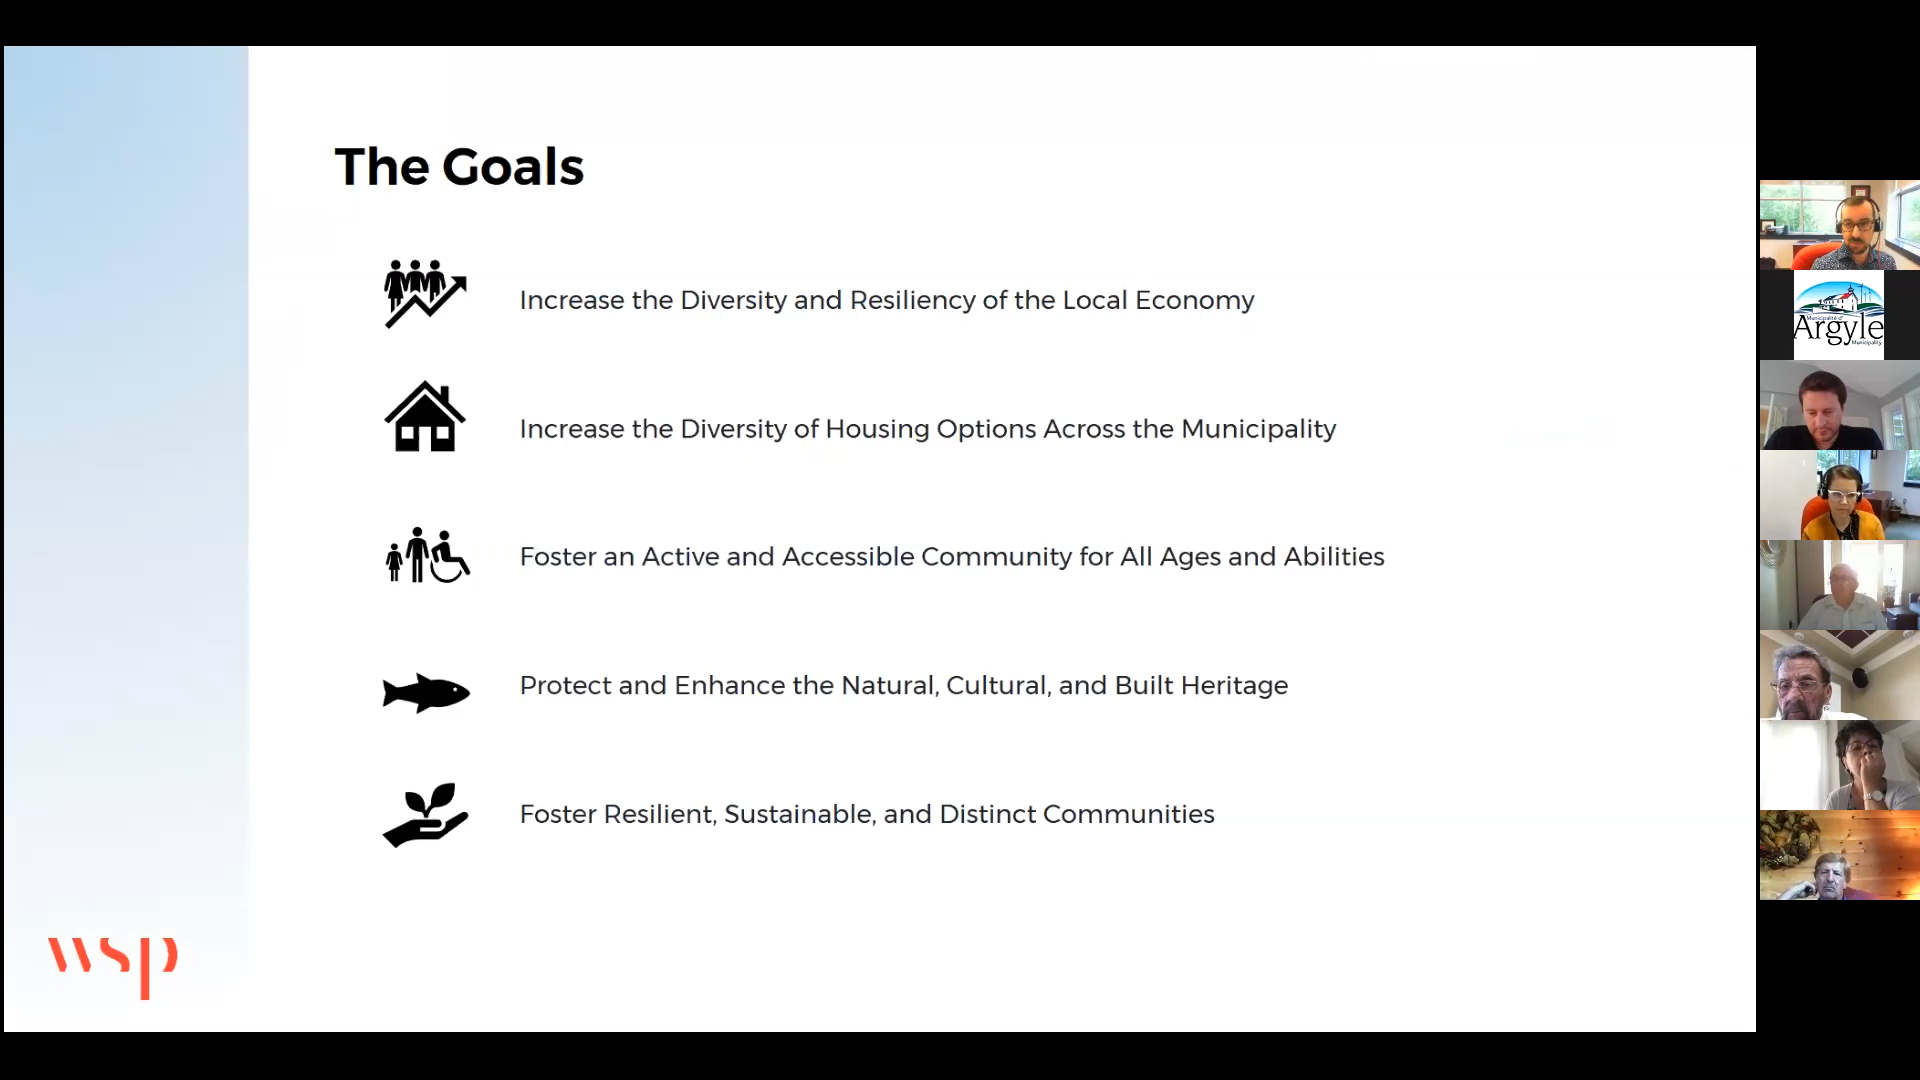 The Goals
Increase the Diversity and Resiliency of the Local Economy
Increase the Diversity of Housing Options Across the Municipality
Foster an Active and Accessible Community for All Ages and Abilities
Protect and Enhance the Natural, Cultural, and Built Heritage
Foster Resilient, Sustainable, and Distinct Communities
wsp
Municipalité d'
Argyle
Municipality